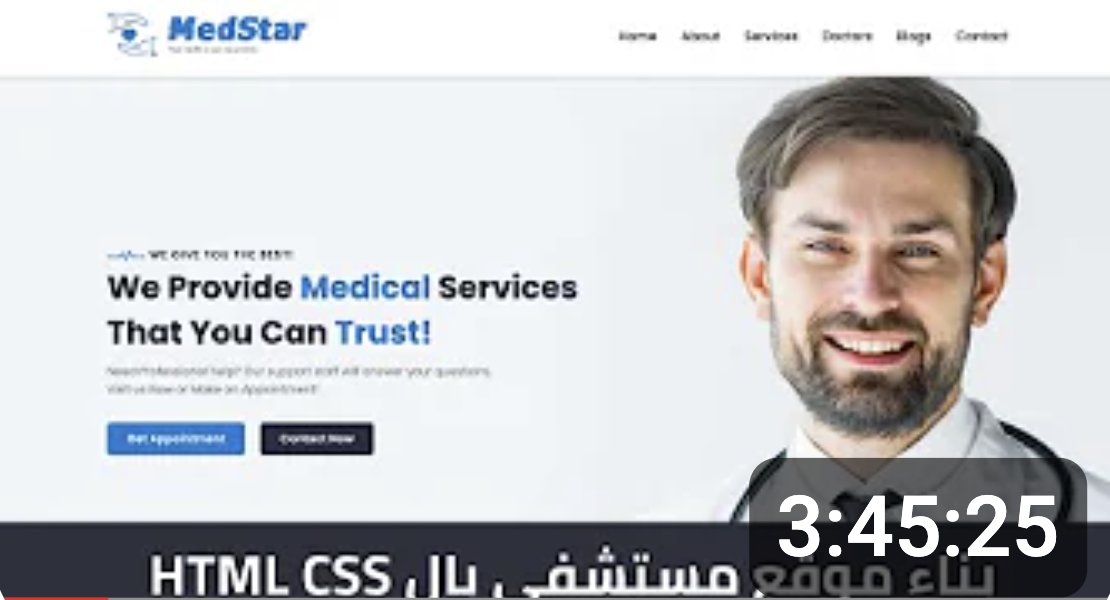 MedStar
Home About Services Doctors Blogs Contact
WE GIVE YOU THE BEST!
We Provide Medical Services
That You Can Trust!
Need Professional help? Our support staff will answer your questions.
Visit us Now or Make an Appointment!
Get Appointment
Contact Now
3:45:25
بناء موقع مستشفى بال HTML CSS